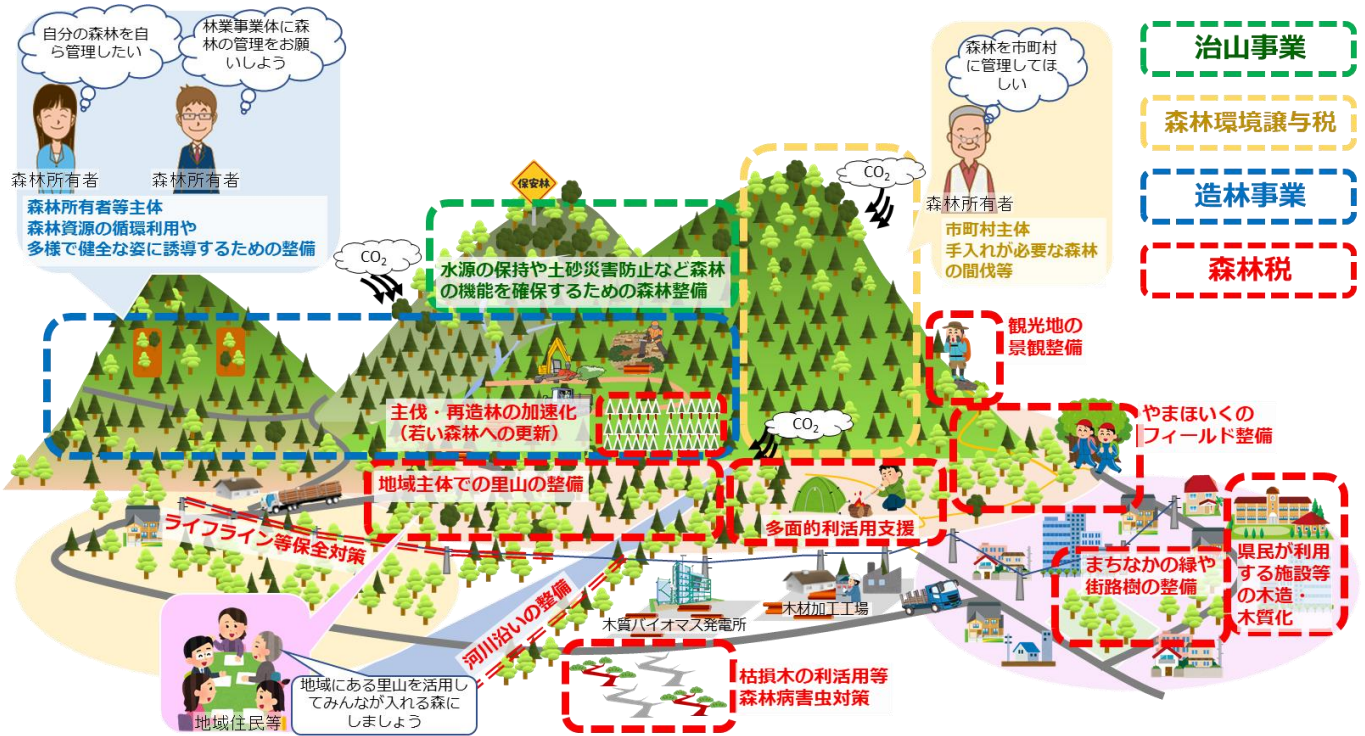 自分の森林を自
ら管理したい
林業事業体に森
林の管理をお願
いしよう
森林所有者
森林所有者
森林所有者等主体
森林資源の循環利用や
多様で健全な姿に誘導するための整備
保安林
CO₂
水源の保持や土砂災害防止など森林
の機能を確保するための森林整備
CO₂
森林を市町村
に管理してほ
しい
森林所有者
市町村主体
手入れが必要な森林
の間伐等
治山事業
森林環境譲与税
造林事業
森林税
観光地の
景観整備
主伐・再造林の加速化
（若い森林への更新）
CO₂
やまほいくの
フィールド整備
地域主体での里山の整備
多面的利活用支援
ライフライン等保全対策
河川沿いの整備
木質バイオマス発電所
木材加工工場
まちなかの緑や
街路樹の整備
県民が利用
する施設等
の木造・
木質化
枯損木の利活用等
森林病害虫対策
地域にある里山を活用し
てみんなが入れる森に
しましょう
地域住民等